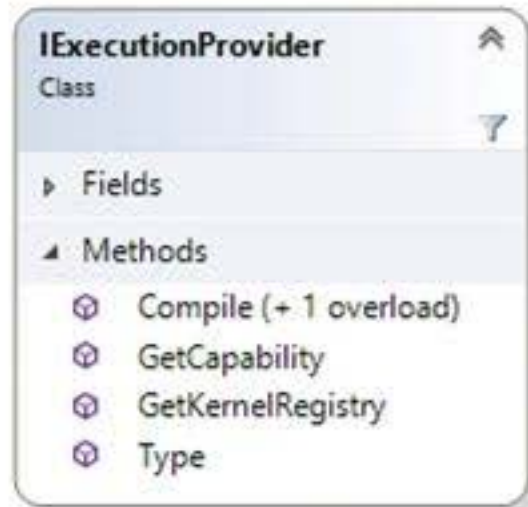 IExecutionProvider
Class
Fields
Methods
Compile (+ 1 overload)
GetCapability
GetKernelRegistry
Type